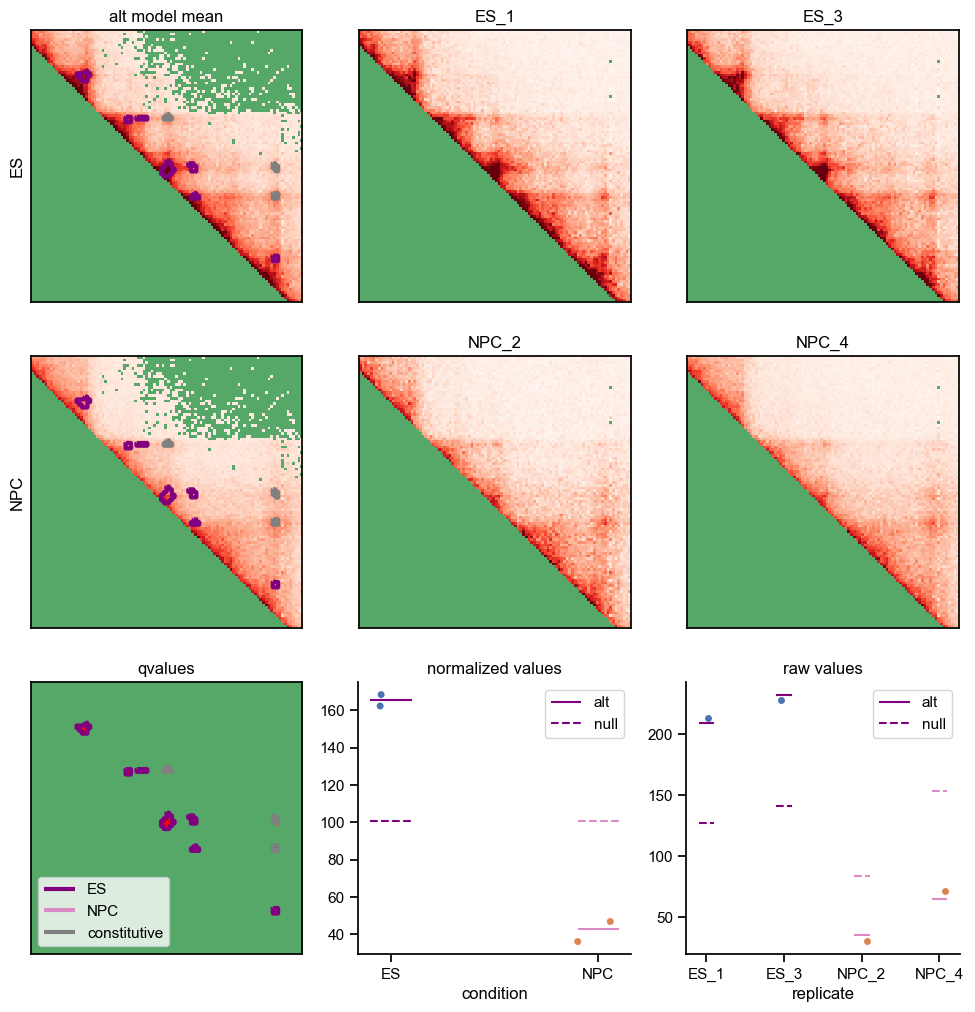 alt model mean
ES_1
ES_3
ES
NPC_2
NPC_4
NPC
qvalues
ES
NPC
constitutive
normalized values
alt
null
160
140
120
100
80
60
40
ES
NPC
condition
raw values
alt
null
200
150
100
50
ES_1
ES_3
NPC_2
NPC_4
replicate